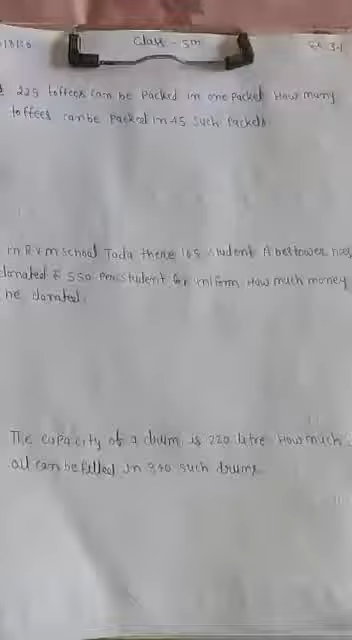 Class - 5th
225 toffees can be packed in one packet How many
toffees can be packed in 45 such packets.
In R.V.m school Toda there 165 student A bestower has
donated ₹ 550 per student for uniform How much money
he donated.
The capacity of a drum is 220 litre How much
oil can be filled in such drums